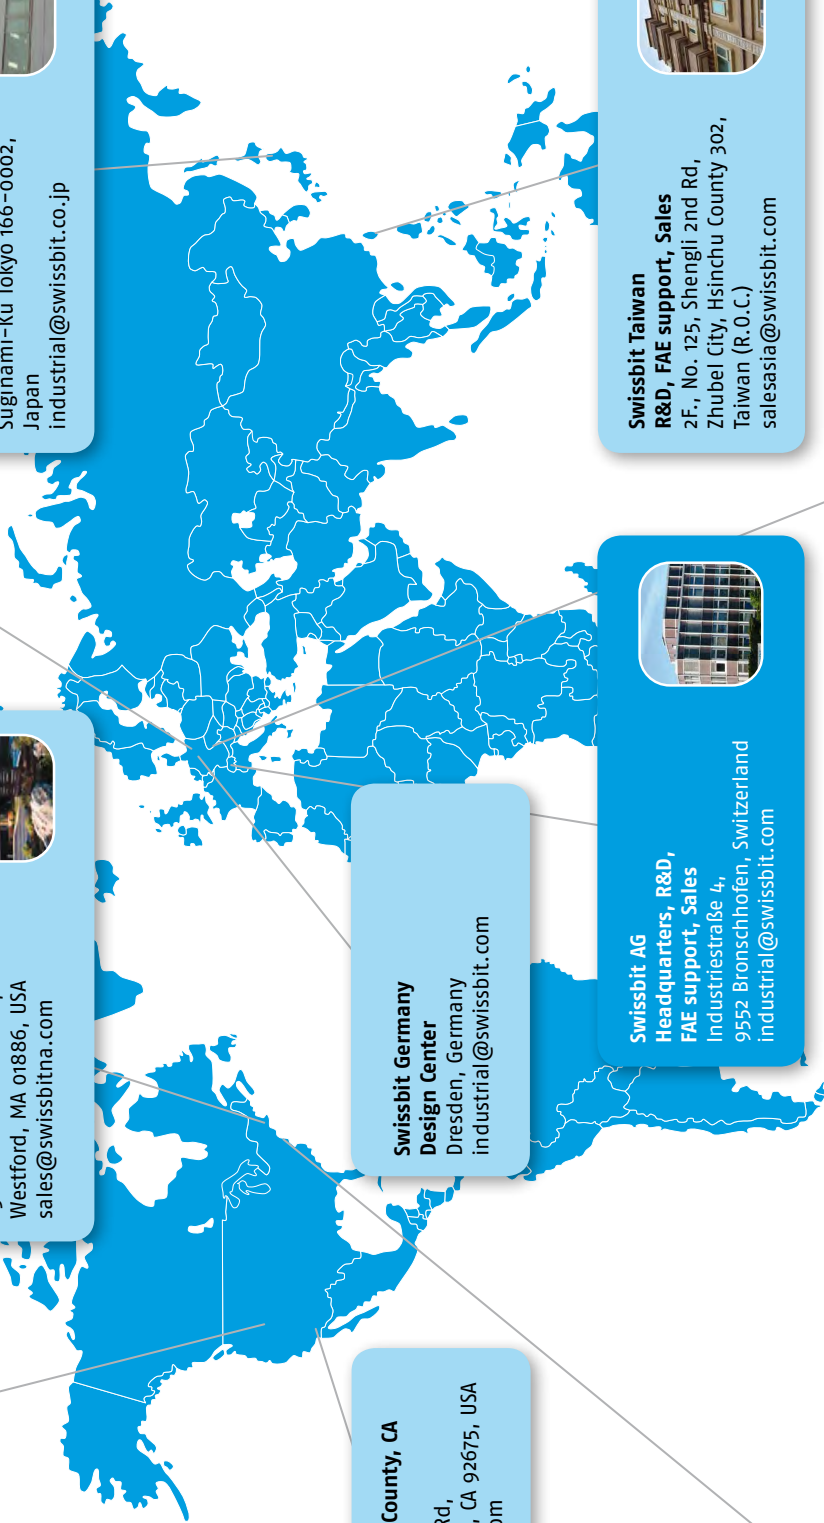 Suginami-Ku Tokyo 166-0002,
Japan
industrial@swissbit.co.jp
Swissbit Taiwan
R&D, FAE support, Sales
2F., No. 125, Shengli 2nd Rd,
Zhubel City, Hsinchu County 302,
Taiwan (R.O.C.)
salesasia@swissbit.com
Westford, MA 01886, USA
sales@swissbitna.com
Swissbit Germany
Design Center
Dresden, Germany
industrial@swissbit.com
Swissbit AG
Headquarters, R&D,
FAE support, Sales
Industriestraße 4,
9552 Bronschhofen, Switzerland
industrial@swissbit.com
County, CA
Rd,
, CA 92675, USA
om